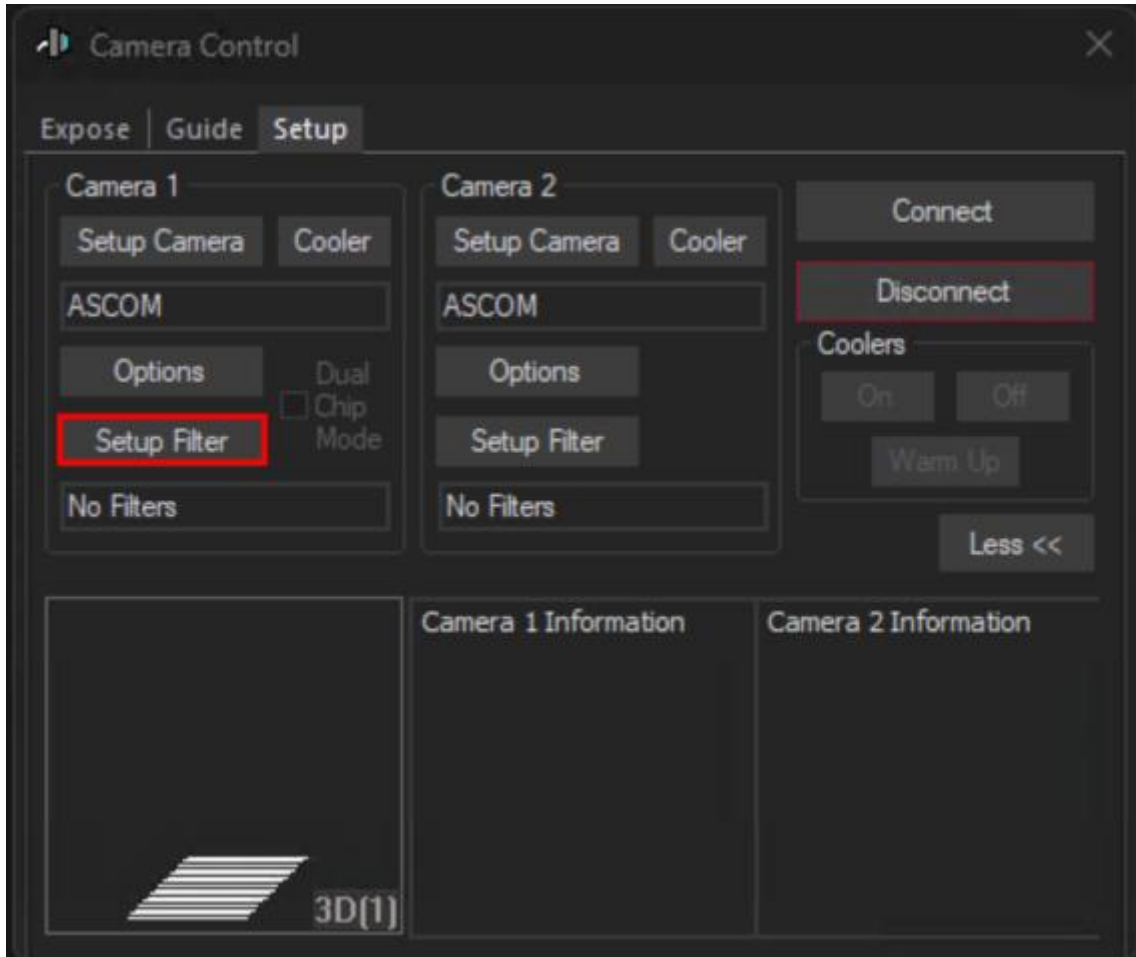 Camera Control
Expose Guide Setup
Camera 1
Setup Camera Cooler
ASCOM
Options
Dual
Chip
Mode
Setup Filter
No Filters
Camera 2
Setup Camera Cooler
ASCOM
Options
Setup Filter
No Filters
Connect
Disconnect
Coolers
On Off
Warm Up
Less <<
3D(1)
Camera 1 Information
Camera 2 Information